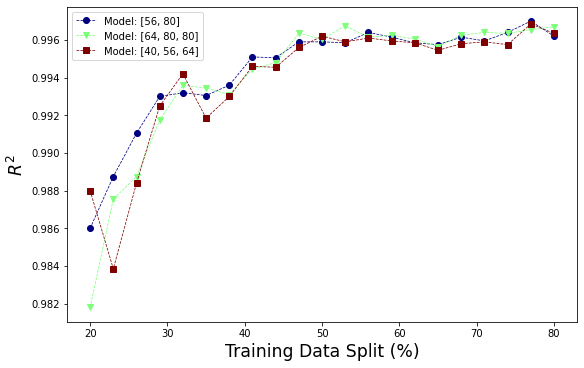 Model: [56, 80]
Model: [64, 80, 80]
Model: [40, 56, 64]
0.996
0.994
0.992
0.990
0.988
0.986
0.984
0.982
R²
20 30 40 50 60 70 80
Training Data Split (%)